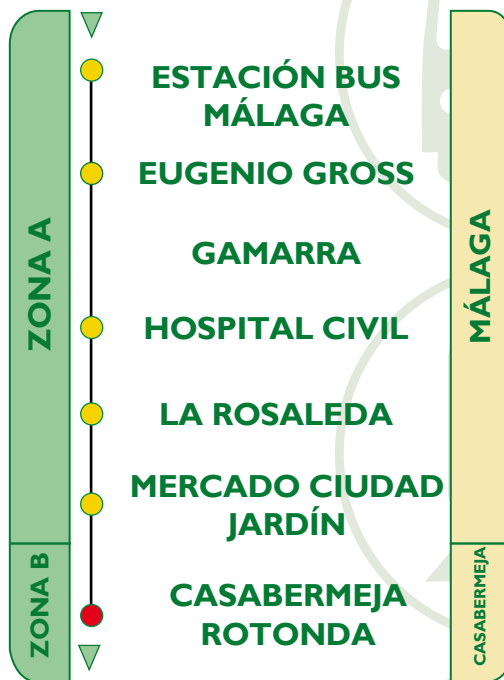 ZONA A
ZONA B
ESTACIÓN BUS
MÁLAGA
EUGENIO GROSS
GAMARRA
HOSPITAL CIVIL
LA ROSALEDA
MERCADO CIUDAD
JARDÍN
CASABERMEJA
ROTONDA
MÁLAGA
CASABERMEJA